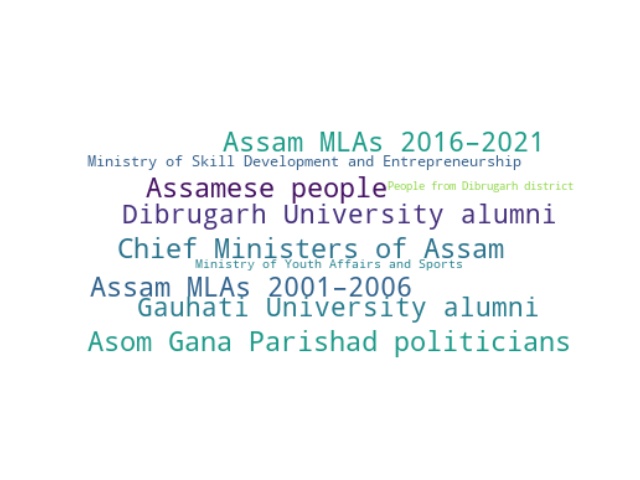 Assam MLAs 2016–2021
Ministry of Skill Development and Entrepreneurship
Assamese people
People from Dibrugarh district
Dibrugarh University alumni
Chief Ministers of Assam
Ministry of Youth Affairs and Sports
Assam MLAs 2001–2006
Gauhati University alumni
Asom Gana Parishad politicians